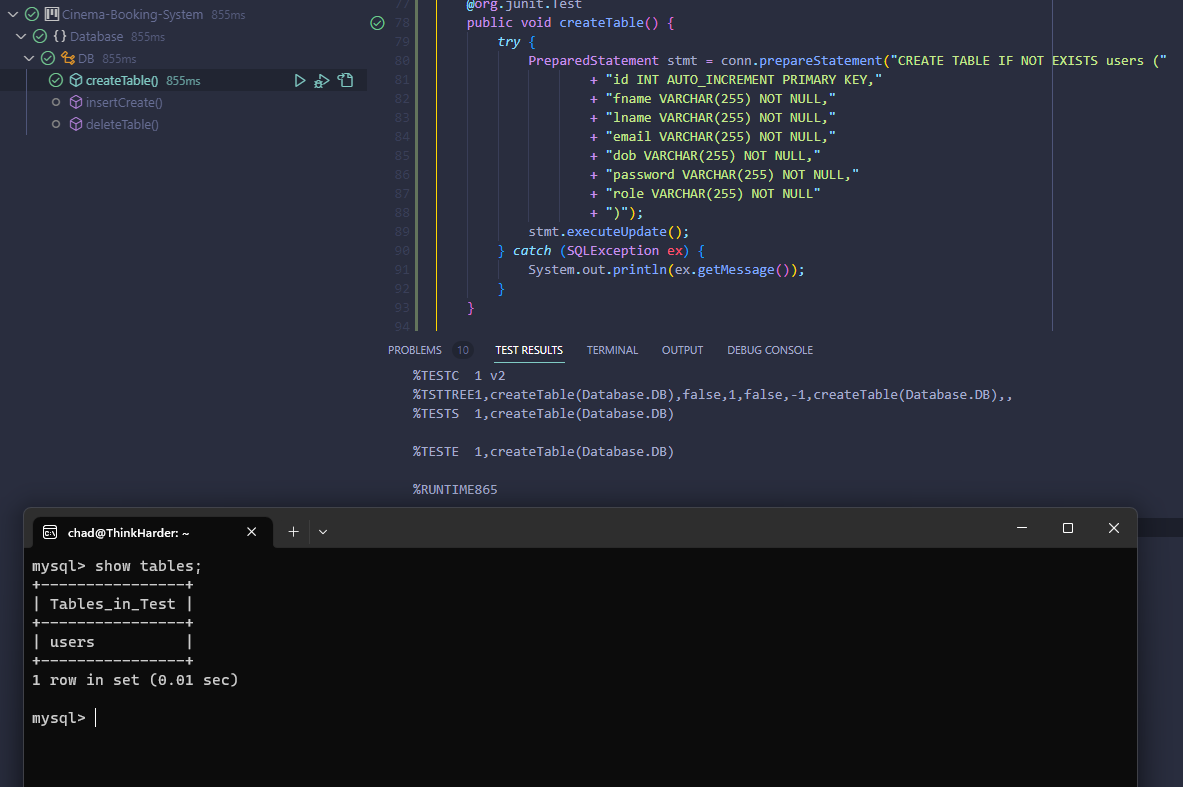 Cinema-Booking-System 855ms
{} Database 855ms
DB 855ms
createTable() 855ms
insertCreate()
deleteTable()
77 @org.junit.Test
78 public void createTable() {
79 try {
80 PreparedStatement stmt = conn.prepareStatement("CREATE TABLE IF NOT EXISTS users ("
81 + "id INT AUTO_INCREMENT PRIMARY KEY,"
82 + "fname VARCHAR(255) NOT NULL,"
83 + "lname VARCHAR(255) NOT NULL,"
84 + "email VARCHAR(255) NOT NULL,"
85 + "dob VARCHAR(255) NOT NULL,"
86 + "password VARCHAR(255) NOT NULL,"
87 + "role VARCHAR(255) NOT NULL"
88 + ")");
89 stmt.executeUpdate();
90 } catch (SQLException ex) {
91 System.out.println(ex.getMessage());
92 }
93 }
94
PROBLEMS 10 TEST RESULTS TERMINAL OUTPUT DEBUG CONSOLE
%TESTC  1 v2
%TSTTREE1,createTable(Database.DB),false,1,false,-1,createTable(Database.DB),,
%TESTS  1,createTable(Database.DB)
%TESTE  1,createTable(Database.DB)
%RUNTIME865
chad@ThinkHarder: ~
mysql> show tables;
+----------------+
| Tables_in_Test |
+----------------+
| users          |
+----------------+
1 row in set (0.01 sec)
mysql>